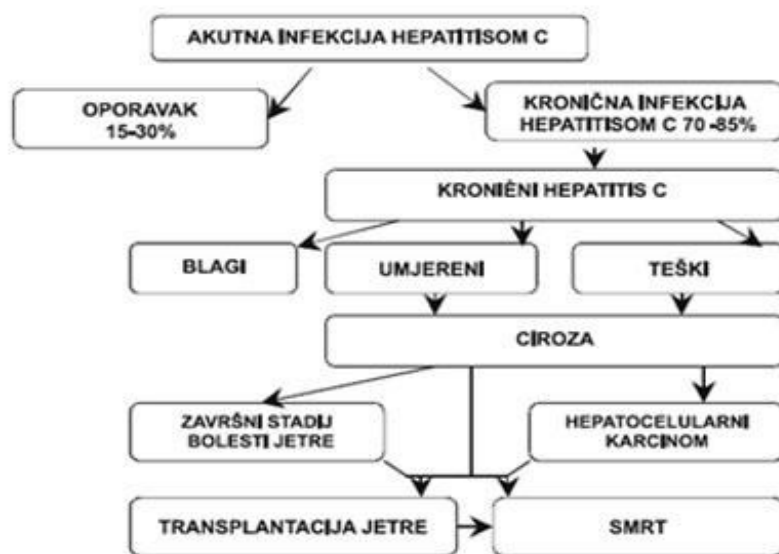 AKUTNA INFEKCIJA HEPATITISOM C
OPORAVAK
15-30%
KRONIČNA INFEKCIJA
HEPATITISOM C 70 -85%
KRONIÈNI HEPATITIS C
BLAGI
UMJERENI
TEŠKI
CIROZA
ZAVRŠNI STADIJ
BOLESTI JETRE
HEPATOCELULARNI
KARCINOM
TRANSPLANTACIJA JETRE
SMRT